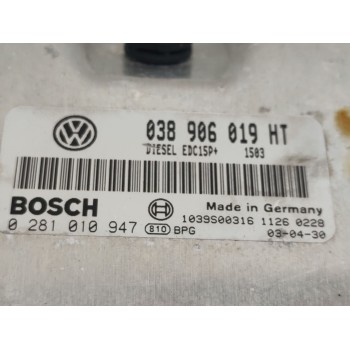 038 906 019 HT
DIESEL EDC15P+ 1503
Made in Germany
BOSCH
1039S00316 1126 0228
0 281 010 947 810 BPG
03-04-30